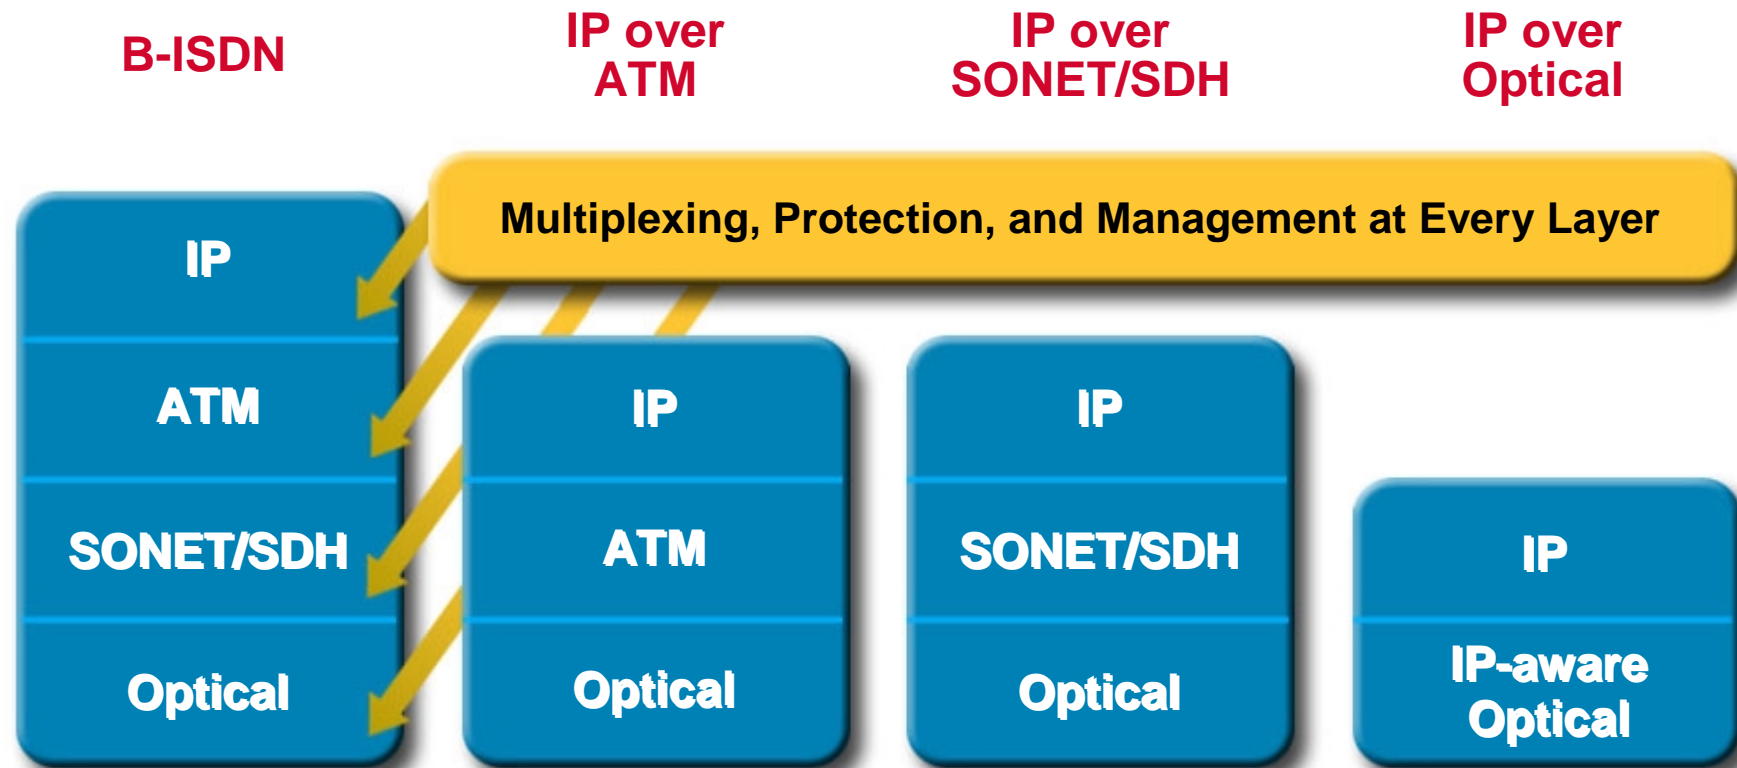 B-ISDN
IP over
ATM
IP over
SONET/SDH
IP over
Optical
Multiplexing, Protection, and Management at Every Layer
IP
ATM
SONET/SDH
Optical
IP
ATM
Optical
IP
SONET/SDH
Optical
IP
IP-aware
Optical